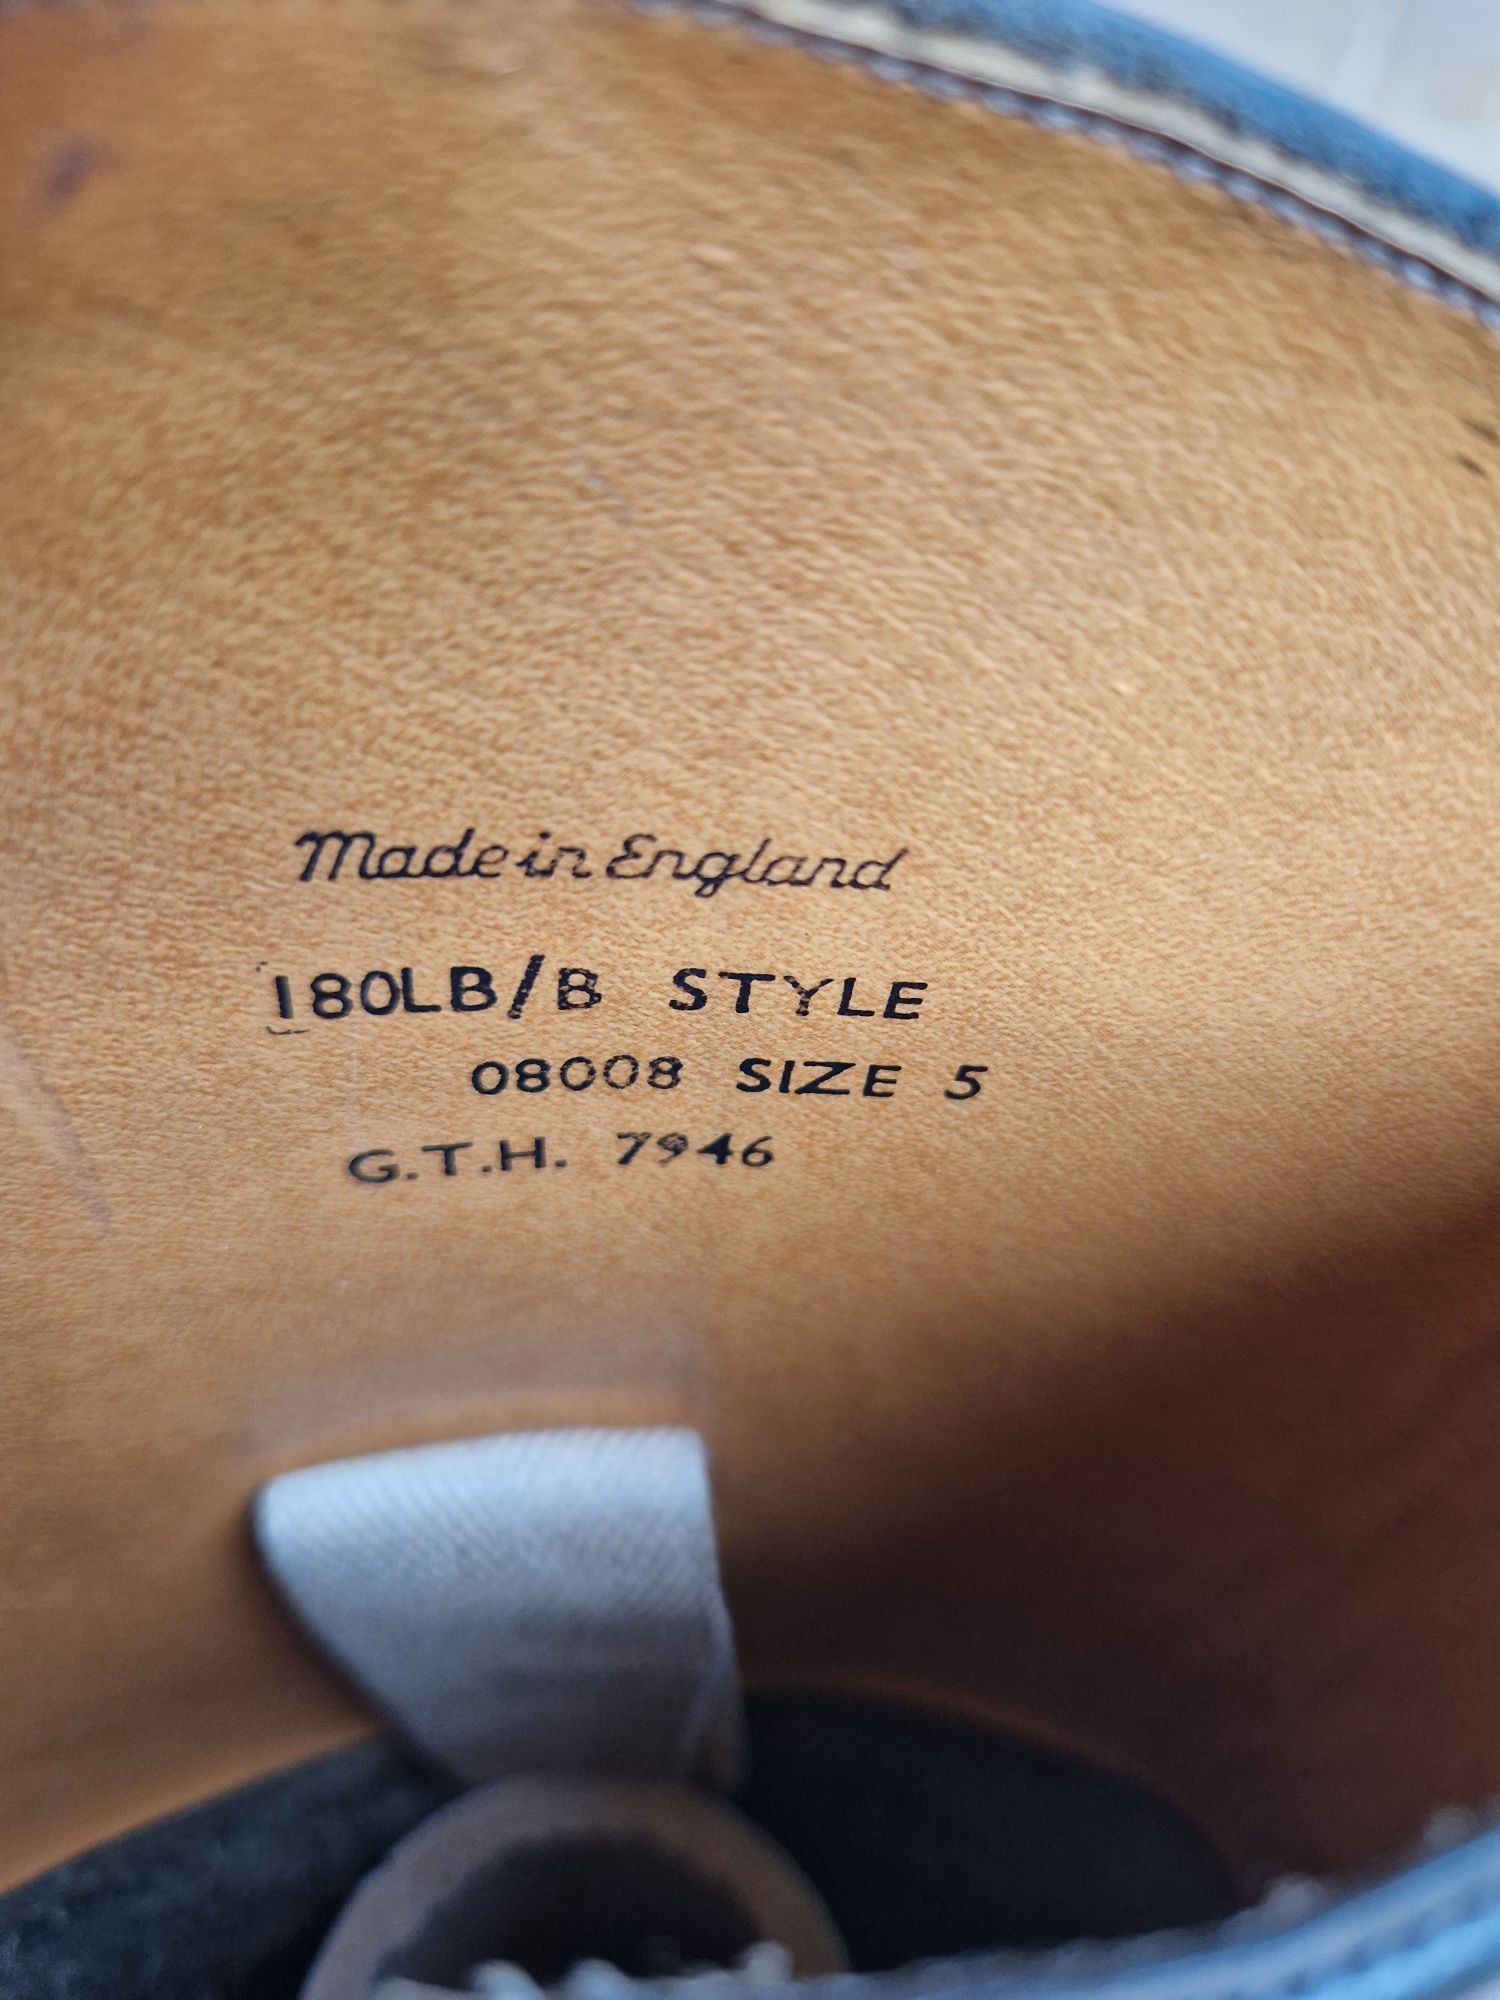 Made in England
180LB/B STYLE
08008 SIZE 5
G.T.H. 7946